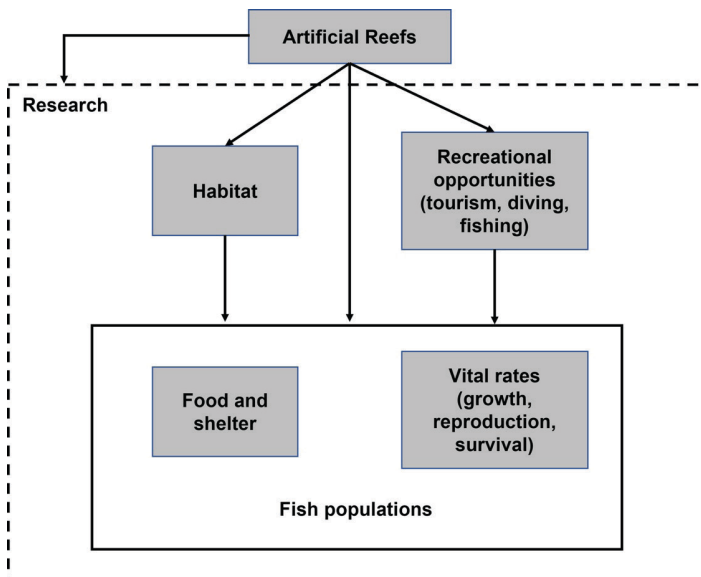 Artificial Reefs
Research
Habitat
Recreational
opportunities
(tourism, diving,
fishing)
Food and
shelter
Vital rates
(growth,
reproduction,
survival)
Fish populations